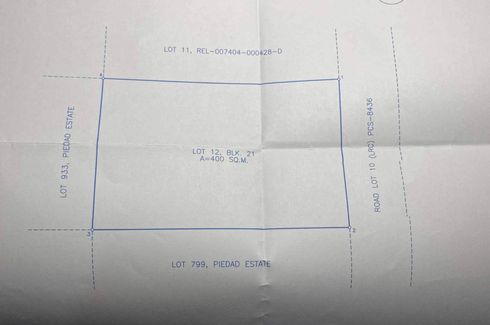 LOT 11, REL-007404-000428-D
4
1
LOT 933, PIEDAD ESTATE
LOT 12, BLK. 21
A=400 SQ.M.
ROAD LOT 10 (LRC) PCS-8436
3
2
LOT 799, PIEDAD ESTATE